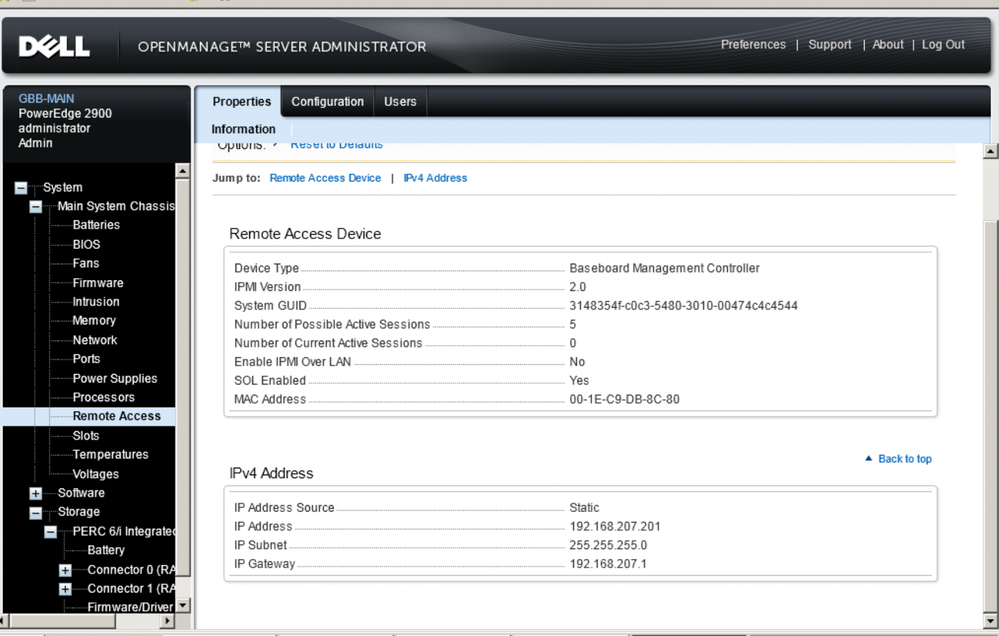 DELL
OPENMANAGE™ SERVER ADMINISTRATOR
Preferences | Support | About | Log Out
GBB-MAIN
PowerEdge 2900
administrator
Admin
System
Main System Chassis
Batteries
BIOS
Fans
Firmware
Intrusion
Memory
Network
Ports
Power Supplies
Processors
Remote Access
Slots
Temperatures
Voltages
Software
Storage
PERC 6/i Integrated
Battery
Connector 0 (RA
Connector 1 (RA
Firmware/Driver
Properties
Configuration
Users
Information
Options: Reset to Defaults
Jump to: Remote Access Device | IPv4 Address
Remote Access Device
Device Type Baseboard Management Controller
IPMI Version 2.0
System GUID 3148354f-c0c3-5480-3010-00474c4c4544
Number of Possible Active Sessions 5
Number of Current Active Sessions 0
Enable IPMI Over LAN No
SOL Enabled Yes
MAC Address 00-1E-C9-DB-8C-80
Back to top
IPv4 Address
IP Address Source Static
IP Address 192.168.207.201
IP Subnet 255.255.255.0
IP Gateway 192.168.207.1